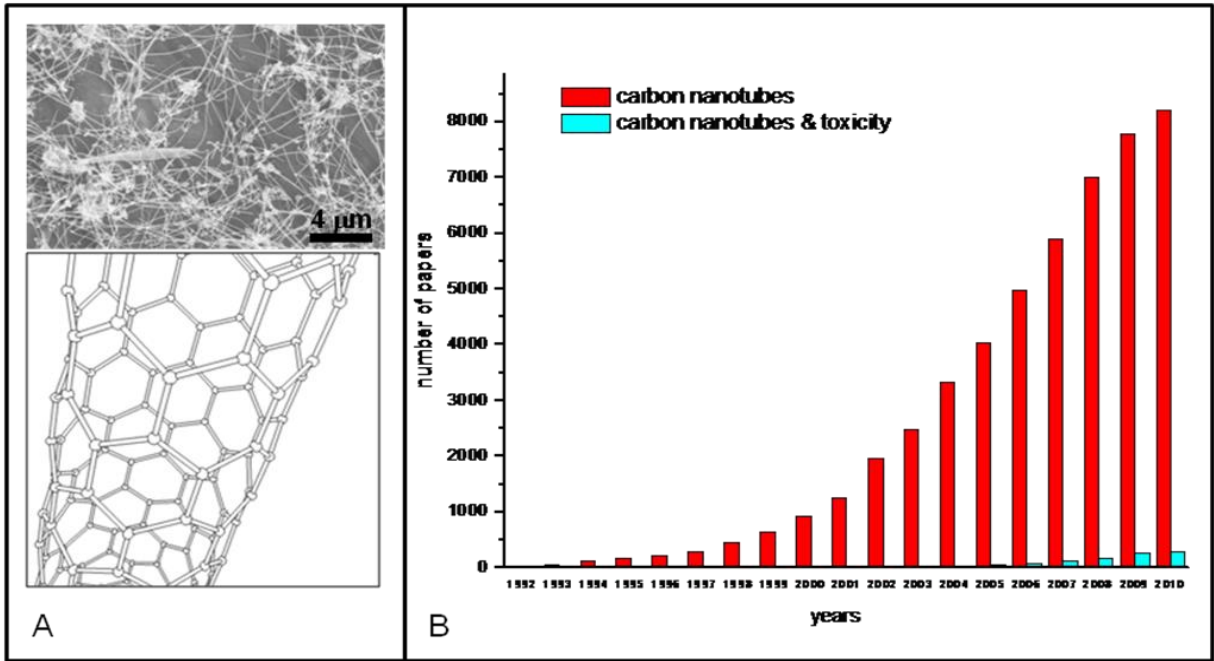 4 µm
A
carbon nanotubes
carbon nanotubes & toxicity
number of papers
8000
7000
6000
5000
4000
3000
2000
1000
0
1992 1993 1994 1995 1996 1997 1998 1999 2000 2001 2002 2003 2004 2005 2006 2007 2008 2009 2010
years
B